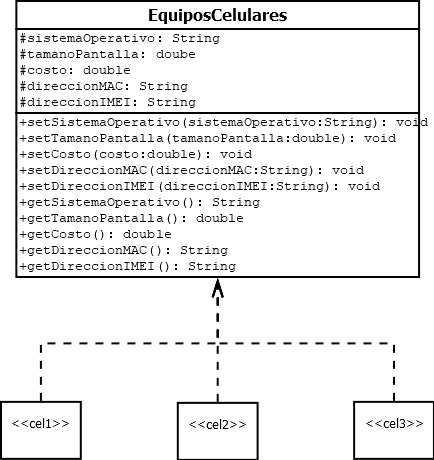 EquiposCelulares
#sistemaOperativo: String
#tamanoPantalla: doube
#costo: double
#direccionMAC: String
#direccionIMEI: String
+setSistemaOperativo(sistemaOperativo:String): void
+setTamanoPantalla(tamanoPantalla:double): void
+setCosto(costo:double): void
+setDireccionMAC(direccionMAC:String): void
+setDireccionIMEI(direccionIMEI:String): void
+getSistemaOperativo(): String
+getTamanoPantalla(): double
+getCosto(): double
+getDireccionMAC(): String
+getDireccionIMEI(): String
<<cel1>> <<cel2>> <<cel3>>